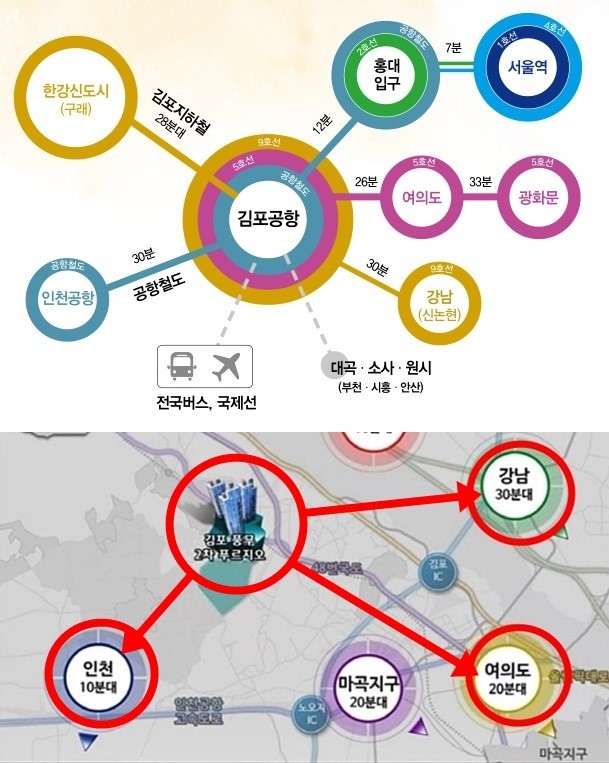 한강신도시
(구래)
김포지하철
28분대
2호선
공항철도
홍대
입구
7분
1호선
4호선
서울역
12분
9호선
5호선
공항철도
김포공항
26분
5호선
여의도
33분
5호선
광화문
30분
공항철도
공항철도
인천공항
30분
9호선
강남
(신논현)
전국버스, 국제선
대곡·소사·원시
(부천·시흥·안산)
강남
30분대
김포 풍무
2차 푸르지오
48번국도
김포
IC
인천
10분대
마곡지구
20분대
여의도
20분대
인천공항
고속도로
노오지
IC
마곡지구